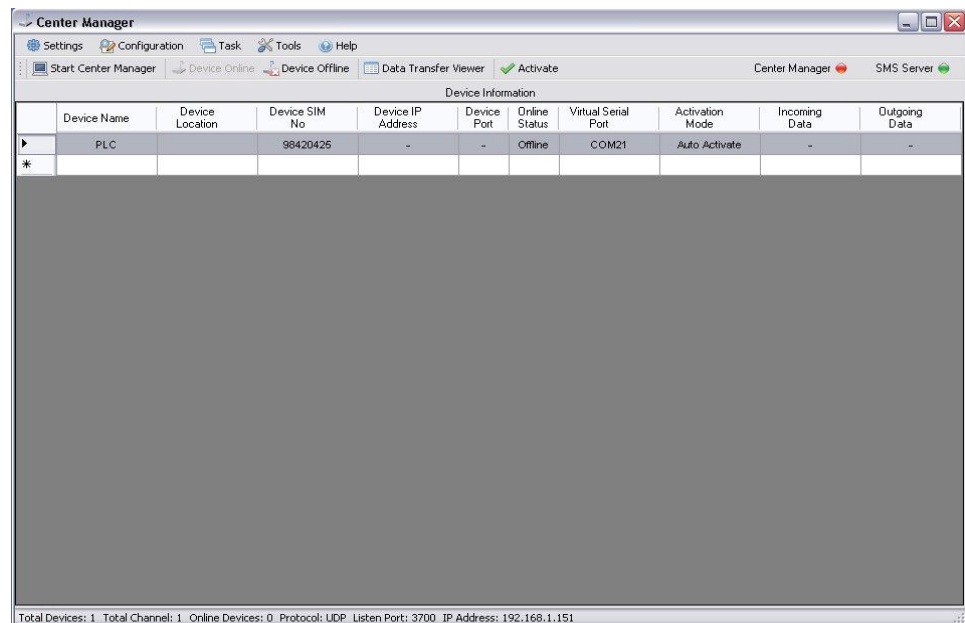 Center Manager
Settings Configuration Task Tools Help
Start Center Manager Device Online Device Offline Data Transfer Viewer Activate Center Manager SMS Server
Device Information
Device Name Device Location Device SIM No Device IP Address Device Port Online Status Virtual Serial Port Activation Mode Incoming Data Outgoing Data
PLC 98420425 - - Offline COM21 Auto Activate - -
Total Devices: 1 Total Channel: 1 Online Devices: 0 Protocol: UDP Listen Port: 3700 IP Address: 192.168.1.151